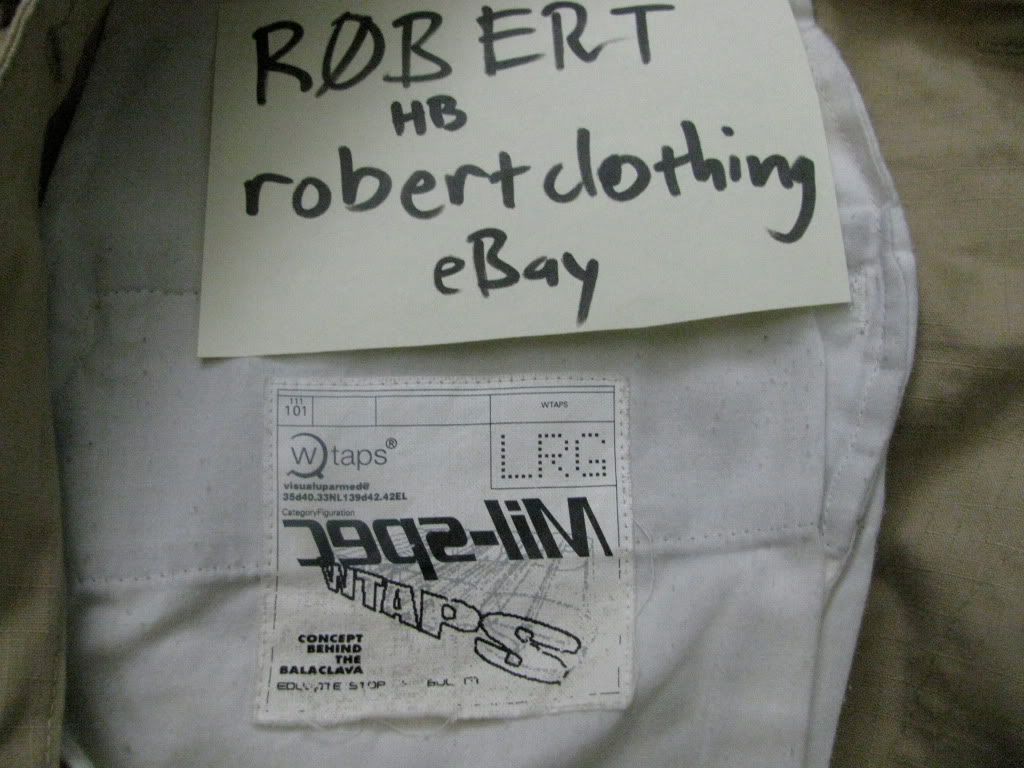 RØBERT
HB
robertclothing
eBay
111
101
WTAPS
LRG
Wtaps®
visualuparmed@
35d40.33NL139d42.42EL
CategoryFiguration
Mil-spec
WTAPS
CONCEPT
BEHIND
THE
BALACLAVA
STOP